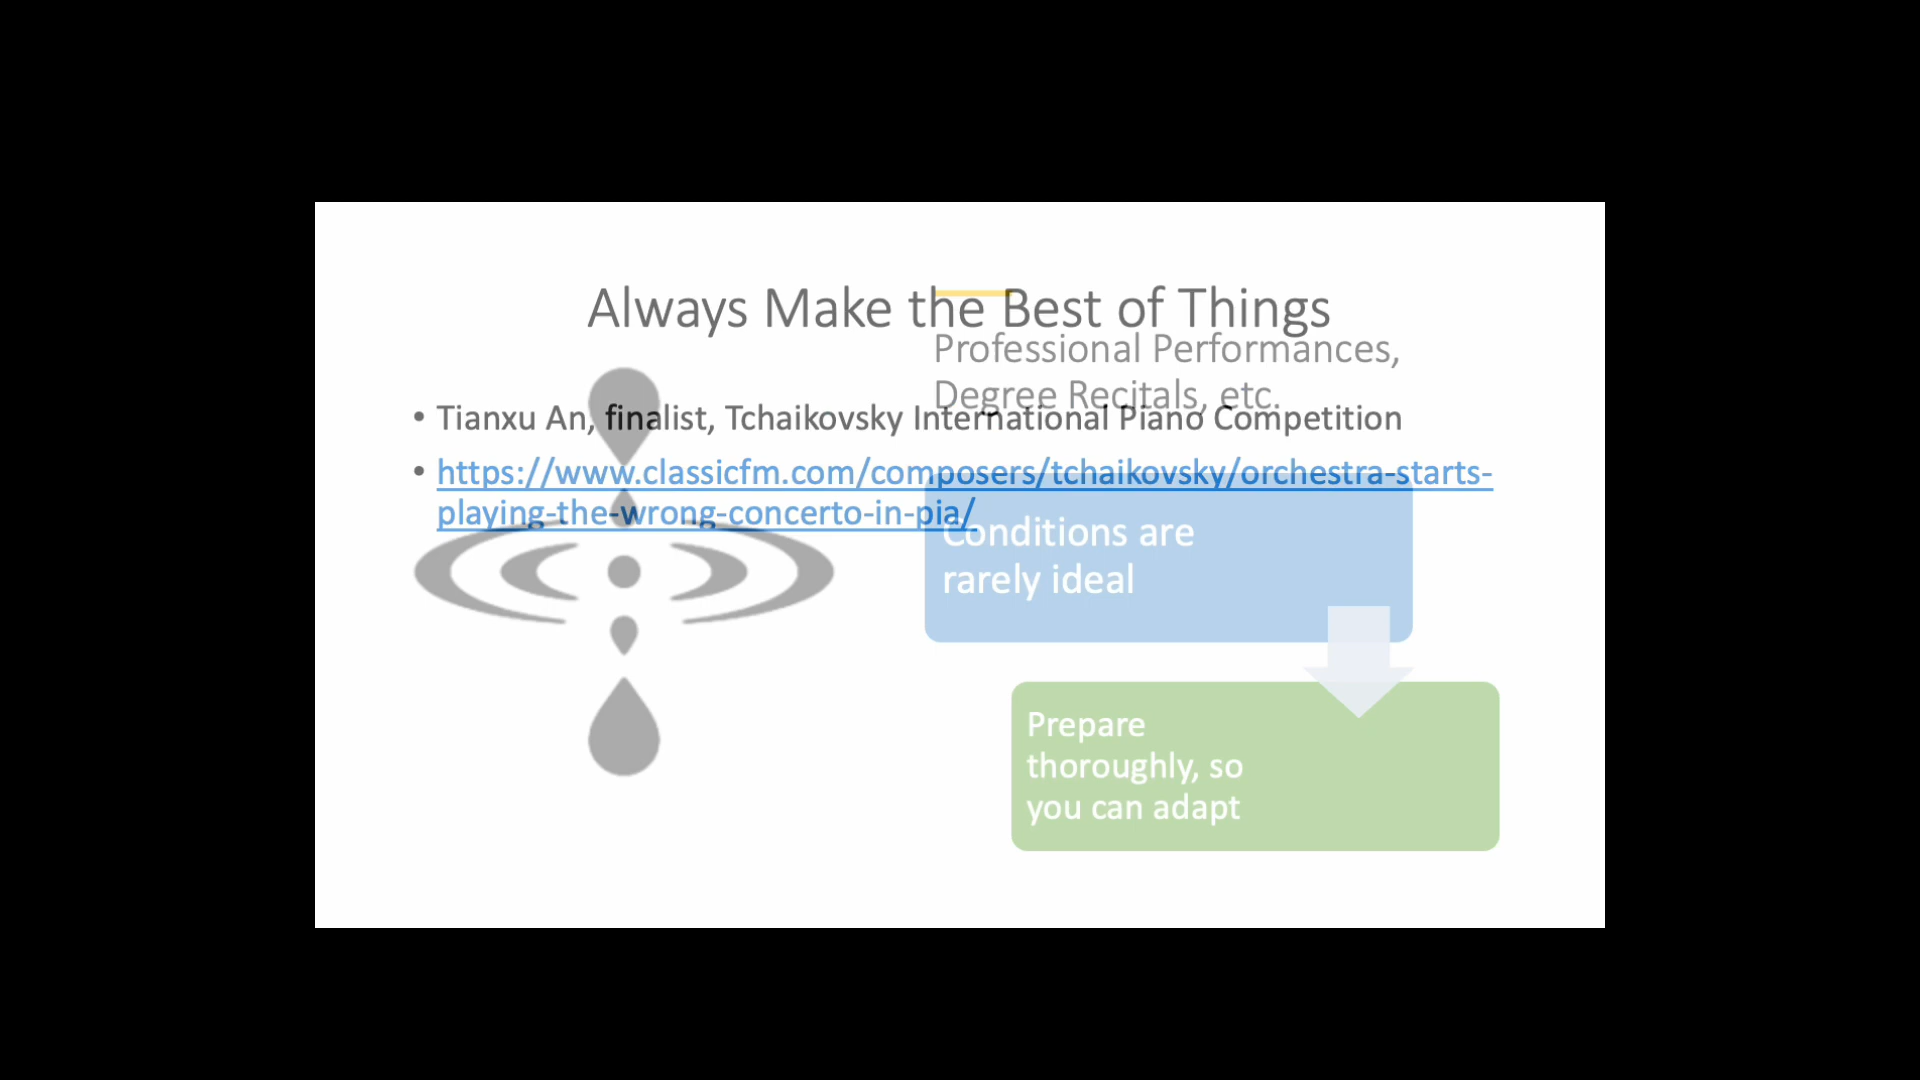 Always Make the Best of Things
Professional Performances,
Degree Recitals, etc.
• Tianxu An, finalist, Tchaikovsky International Piano Competition
• https://www.classicfm.com/composers/tchaikovsky/orchestra-starts-
playing-the-wrong-concerto-in-pia/
Conditions are
rarely ideal
Prepare
thoroughly, so
you can adapt